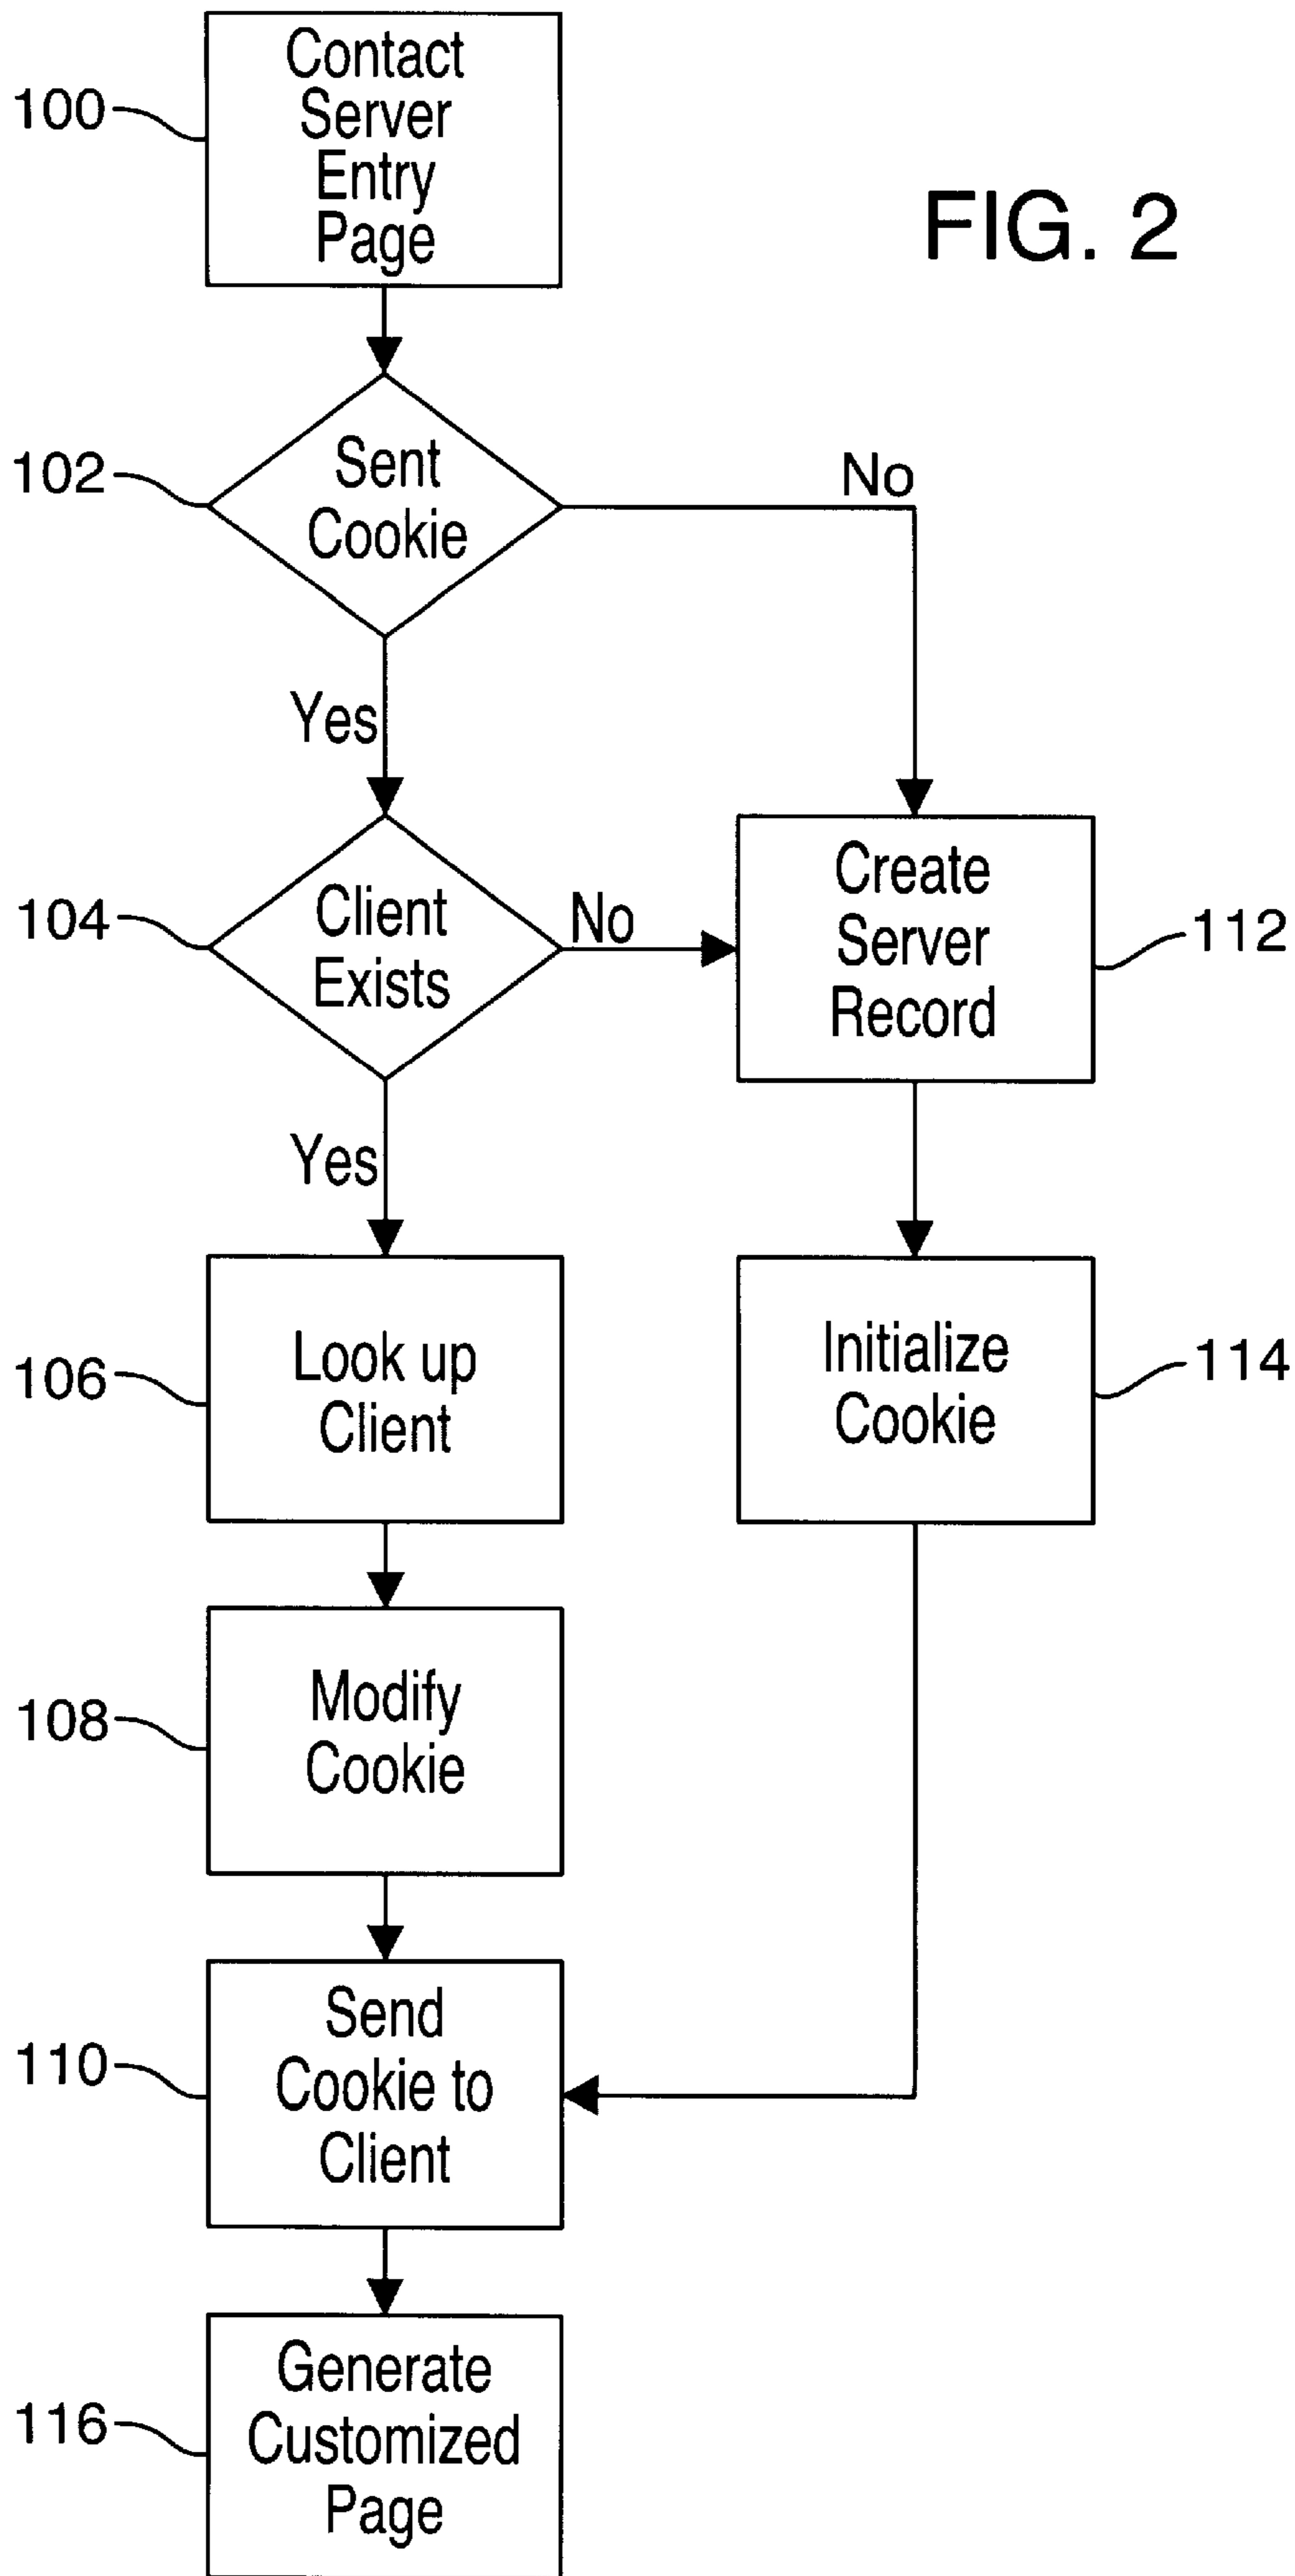 100
Contact
Server
Entry
Page
FIG. 2
102
Sent
Cookie
No
Yes
104
Client
Exists
No
Create
Server
Record
112
Yes
106
Look up
Client
Initialize
Cookie
114
108
Modify
Cookie
110
Send
Cookie to
Client
116
Generate
Customized
Page